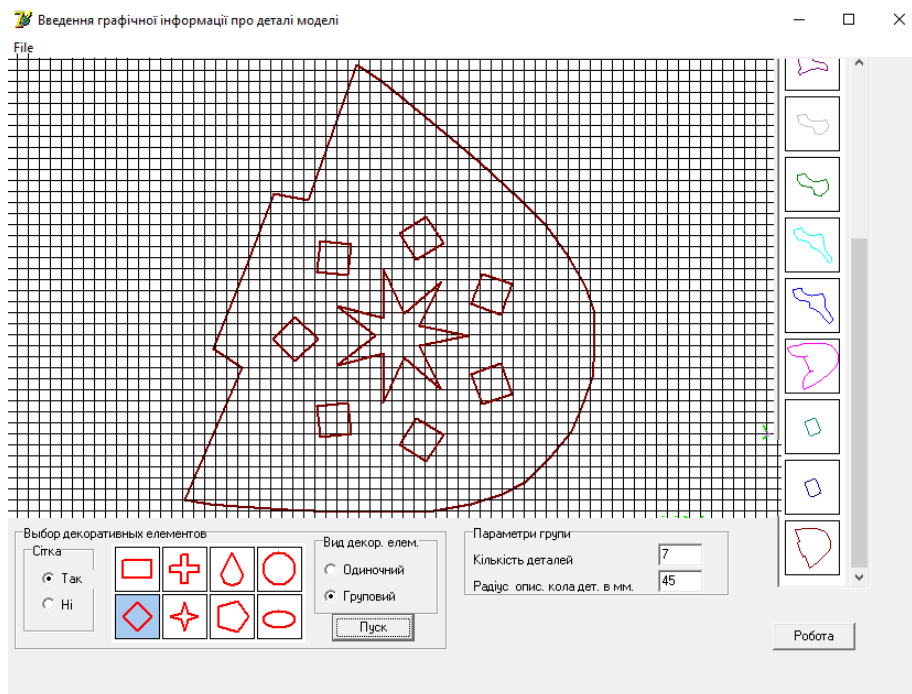 Введення графічної інформації про деталі моделі
File
Выбор декоративных елементов
Сітка
Так
Ні
Вид декор. елем.
Одиночний
Груповий
Пуск
Параметри групи
Кількість деталей
7
Радіус опис. кола дет. в мм.
45
Робота